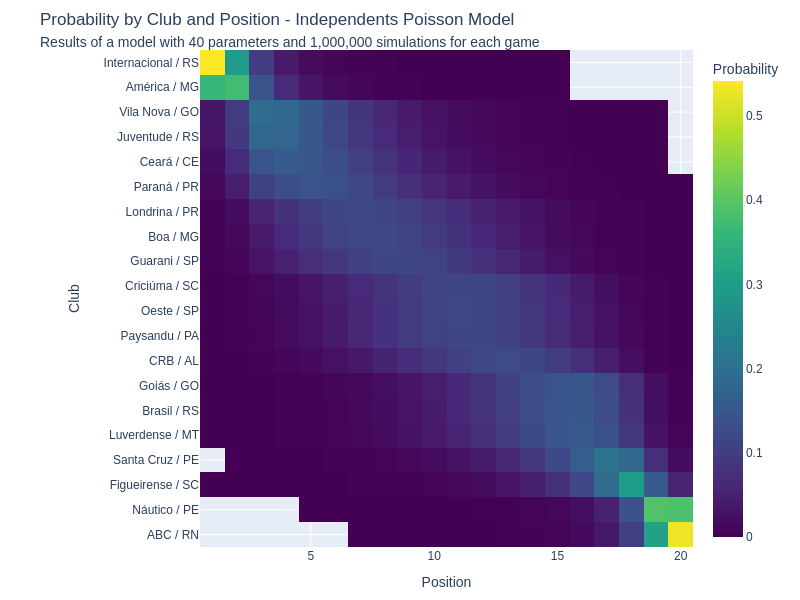 Probability by Club and Position - Independents Poisson Model
Results of a model with 40 parameters and 1,000,000 simulations for each game
Probability
Internacional / RS
América / MG
Vila Nova / GO
Juventude / RS
Ceará / CE
Paraná / PR
Londrina / PR
Boa / MG
Guarani / SP
Criciúma / SC
Oeste / SP
Paysandu / PA
CRB / AL
Goiás / GO
Brasil / RS
Luverdense / MT
Santa Cruz / PE
Figueirense / SC
Náutico / PE
ABC / RN
Club
5
10
15
20
Position
0.5
0.4
0.3
0.2
0.1
0